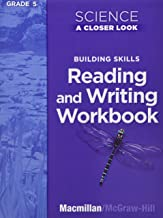 GRADE 5
SCIENCE
A CLOSER LOOK
BUILDING SKILLS
Reading
and Writing
Workbook
Macmillan/McGraw-Hill